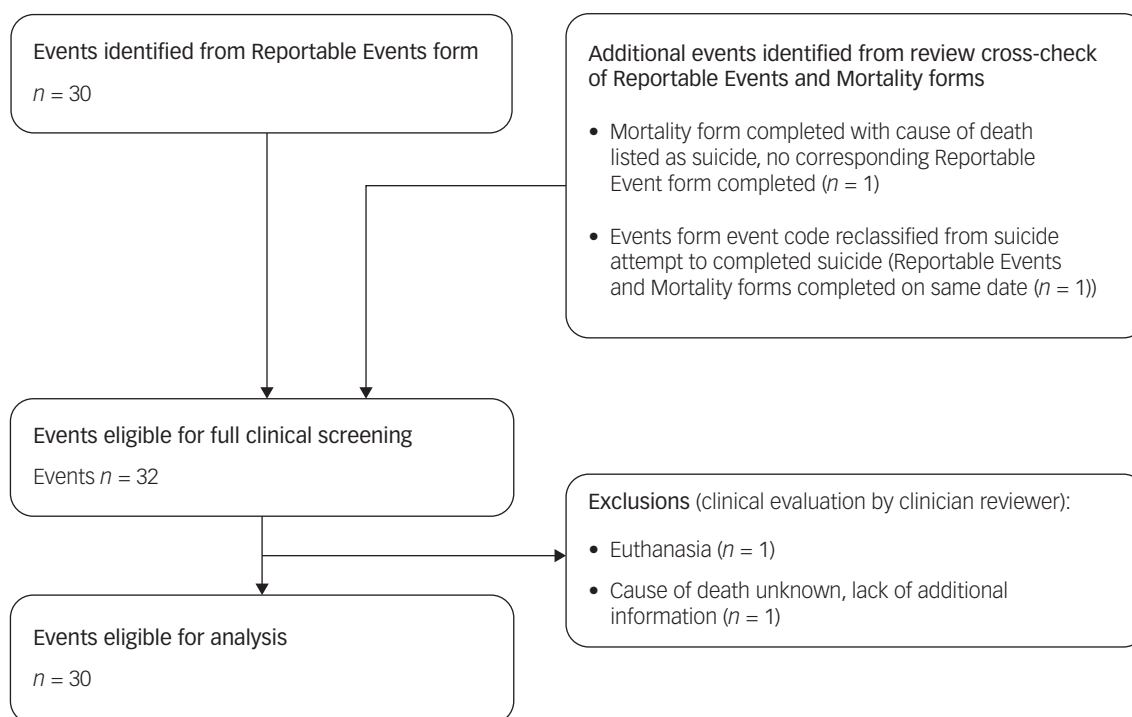 Events identified from Reportable Events form
n = 30
Additional events identified from review cross-check
of Reportable Events and Mortality forms
• Mortality form completed with cause of death
listed as suicide, no corresponding Reportable
Event form completed (n = 1)
• Events form event code reclassified from suicide
attempt to completed suicide (Reportable Events
and Mortality forms completed on same date (n = 1))
Events eligible for full clinical screening
Events n = 32
Exclusions (clinical evaluation by clinician reviewer):
• Euthanasia (n = 1)
• Cause of death unknown, lack of additional
information (n = 1)
Events eligible for analysis
n = 30